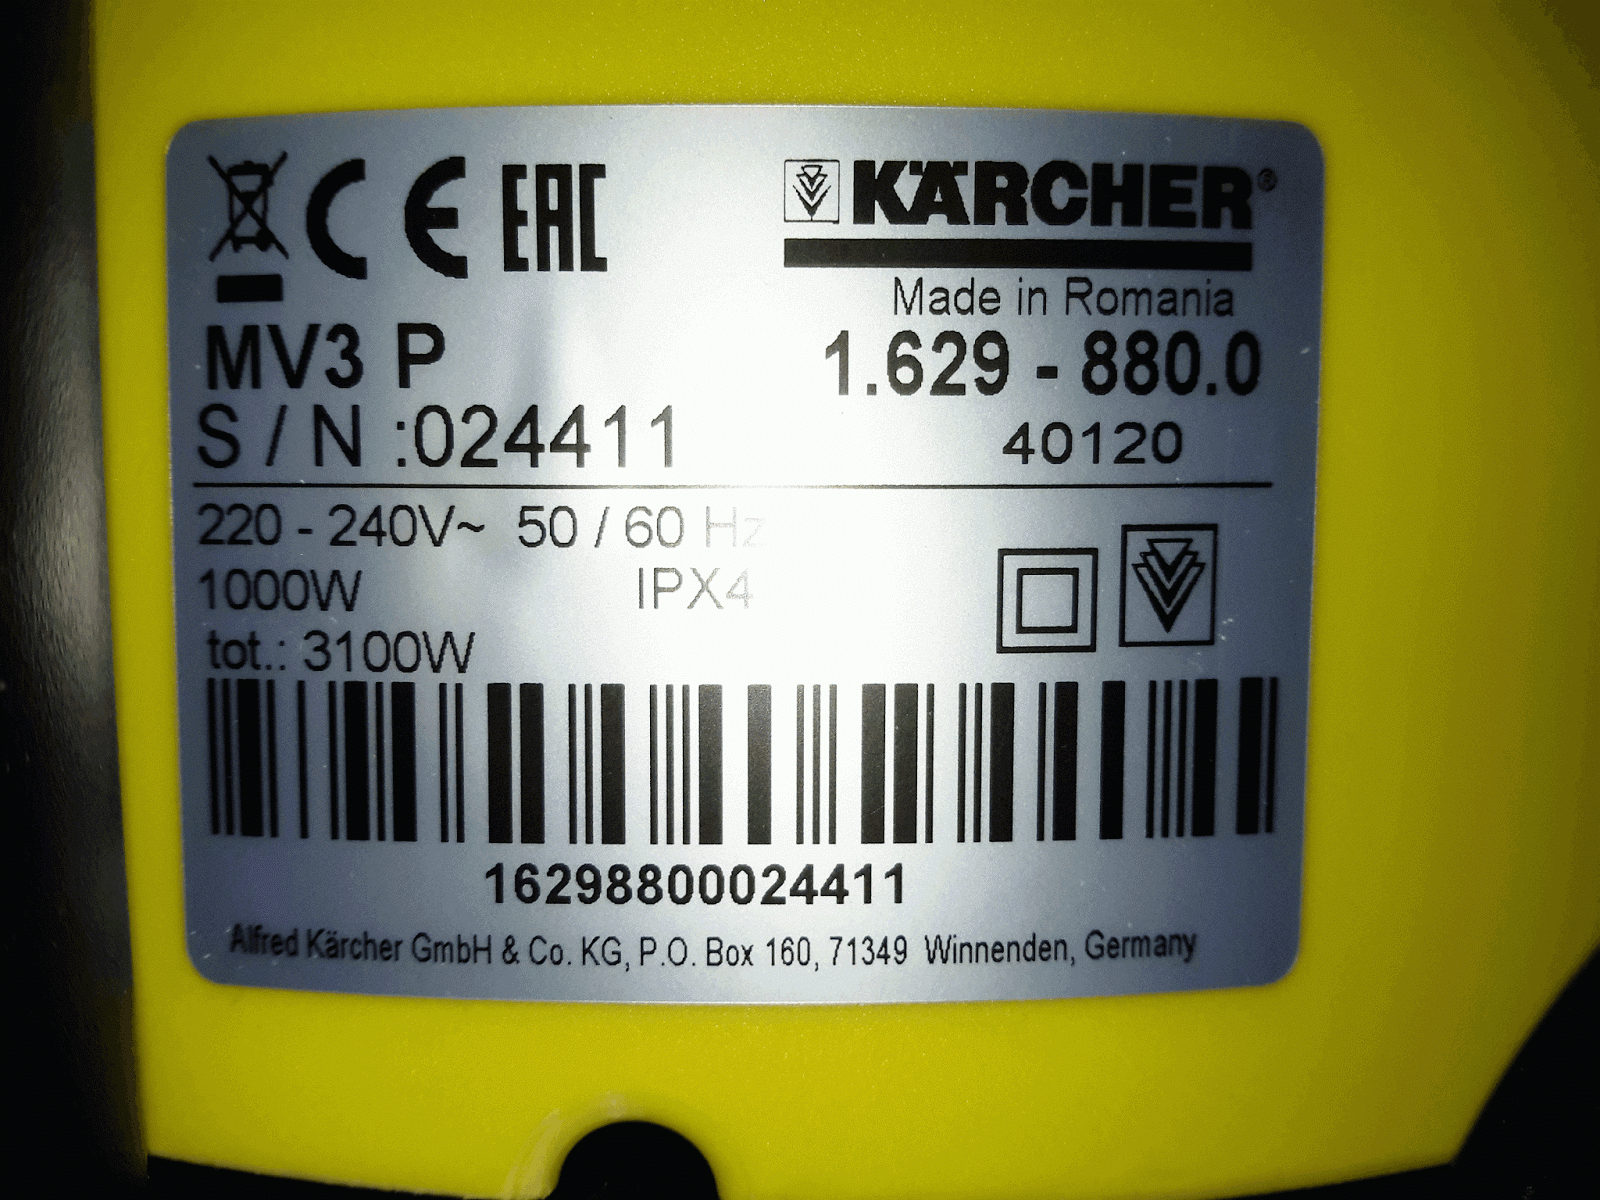 CE EAC KÄRCHER®
Made in Romania
MV3 P 1.629 - 880.0
S / N :024411 40120
220 - 240V~ 50 / 60 Hz
1000W IPX4
tot.: 3100W
16298800024411
Alfred Kärcher GmbH & Co. KG, P.O. Box 160, 71349 Winnenden, Germany